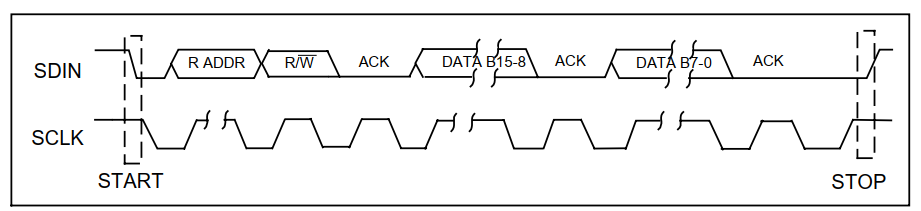 SDIN R ADDR R/W̅ ACK DATA B15-8 ACK DATA B7-0 ACK
SCLK
START STOP